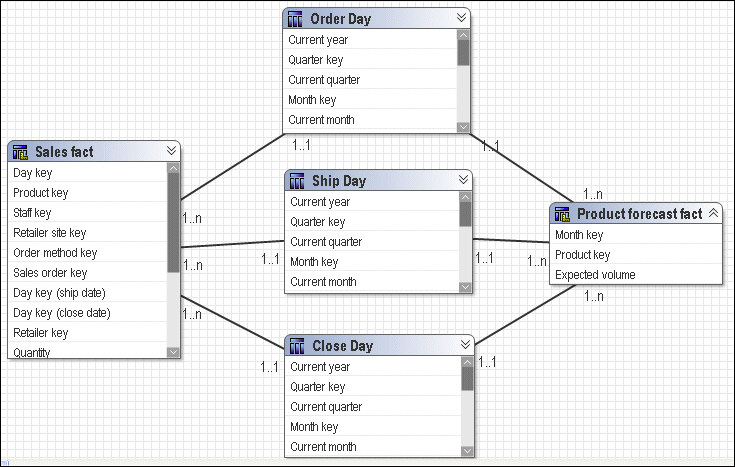 Order Day
Current year
Quarter key
Current quarter
Month key
Current month
1..1
1..1
Sales fact
Day key
Product key
Staff key
Retailer site key
Order method key
Sales order key
Day key (ship date)
Day key (close date)
Retailer key
Quantity
1..n
1..n
1..n
Ship Day
Current year
Quarter key
Current quarter
Month key
Current month
1..1
1..1
Product forecast fact
Month key
Product key
Expected volume
1..n
1..n
1..n
Close Day
Current year
Quarter key
Current quarter
Month key
Current month
1..1
1..1